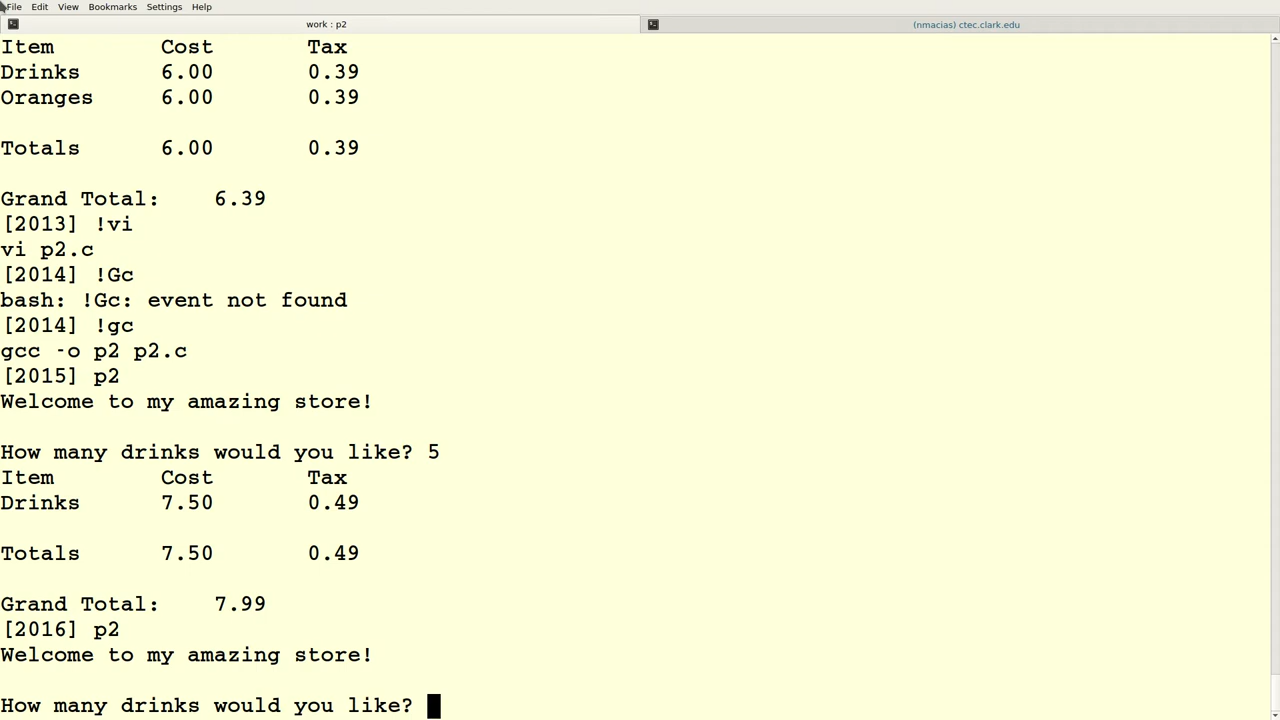 File Edit View Bookmarks Settings Help
work : p2
(nmacias) ctec.clark.edu
Item Cost Tax
Drinks 6.00 0.39
Oranges 6.00 0.39
Totals 6.00 0.39
Grand Total: 6.39
[2013] !vi
vi p2.c
[2014] !Gc
bash: !Gc: event not found
[2014] !gc
gcc -o p2 p2.c
[2015] p2
Welcome to my amazing store!
How many drinks would you like? 5
Item Cost Tax
Drinks 7.50 0.49
Totals 7.50 0.49
Grand Total: 7.99
[2016] p2
Welcome to my amazing store!
How many drinks would you like?